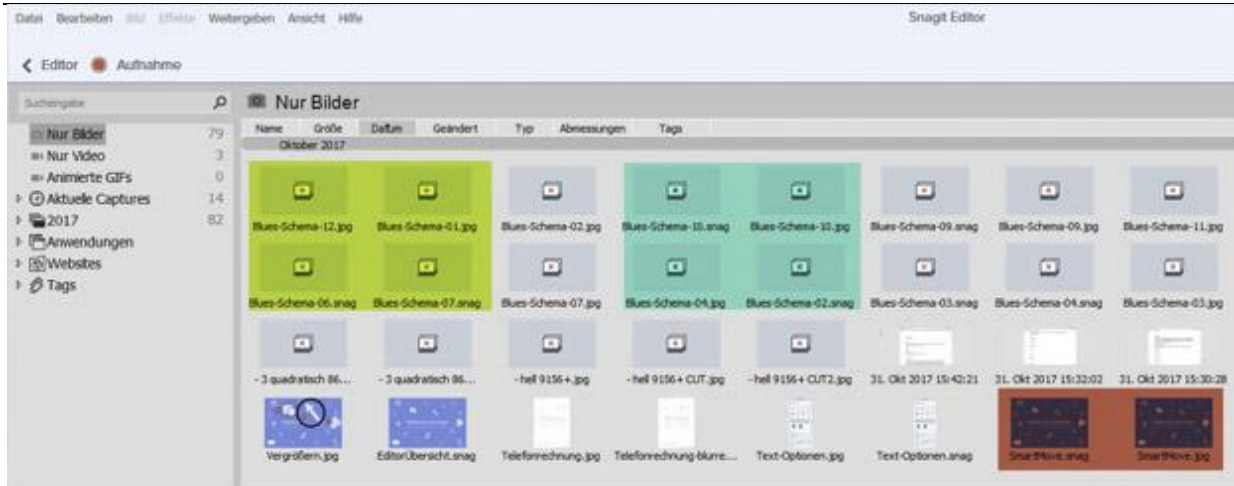 Datei Bearbeiten Bild Effekte Weitergeben Ansicht Hilfe Snagit Editor
Editor Aufnahme
Nur Bilder
Name Größe Datum Geändert Typ Abmessungen Tags
Oktober 2017
Nur Bilder 79
Nur Video 3
Animierte GIFs 0
Aktuelle Captures 14
2017 82
Anwendungen
Websites
Tags
Blues-Schema-12.jpg Blues-Schema-01.jpg Blues-Schema-02.jpg Blues-Schema-10.snag Blues-Schema-10.jpg Blues-Schema-09.snag Blues-Schema-09.jpg Blues-Schema-11.jpg
Blues-Schema-06.snag Blues-Schema-07.snag Blues-Schema-07.jpg Blues-Schema-04.jpg Blues-Schema-02.snag Blues-Schema-03.snag Blues-Schema-04.snag Blues-Schema-03.jpg
- 3 quadratisch 86... - 3 quadratisch 86... - hell 9156+.jpg - hell 9156+ CUT.jpg - hell 9156+ CUT2.jpg 31. Okt 2017 15:42:21 31. Okt 2017 15:32:02 31. Okt 2017 15:30:28
Vergrößern.jpg EditorÜbersicht.snag Telefonrechnung.jpg Telefonrechnung-blurre... Text-Optionen.jpg Text-Optionen.snag SmartMove.snag SmartMove.jpg